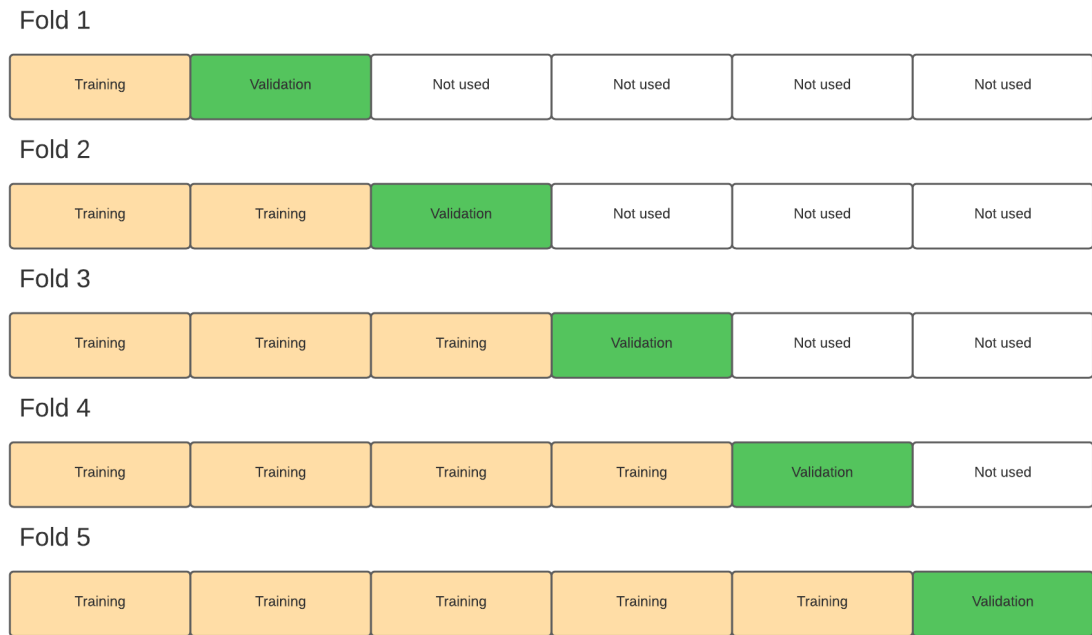 Fold 1
Training Validation Not used Not used Not used Not used
Fold 2
Training Training Validation Not used Not used Not used
Fold 3
Training Training Training Validation Not used Not used
Fold 4
Training Training Training Training Validation Not used
Fold 5
Training Training Training Training Training Validation